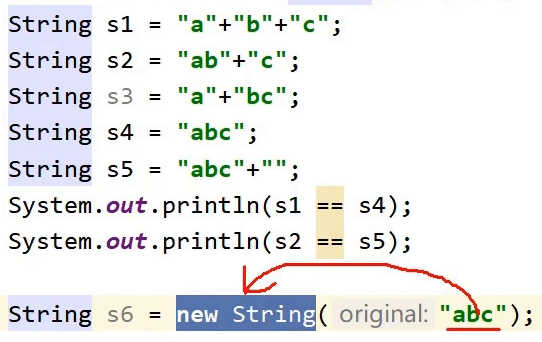 String s1 = "a"+"b"+"c";
String s2 = "ab"+"c";
String s3 = "a"+"bc";
String s4 = "abc";
String s5 = "abc"+"";
System.out.println(s1 == s4);
System.out.println(s2 == s5);
String s6 = new String( original: "abc");